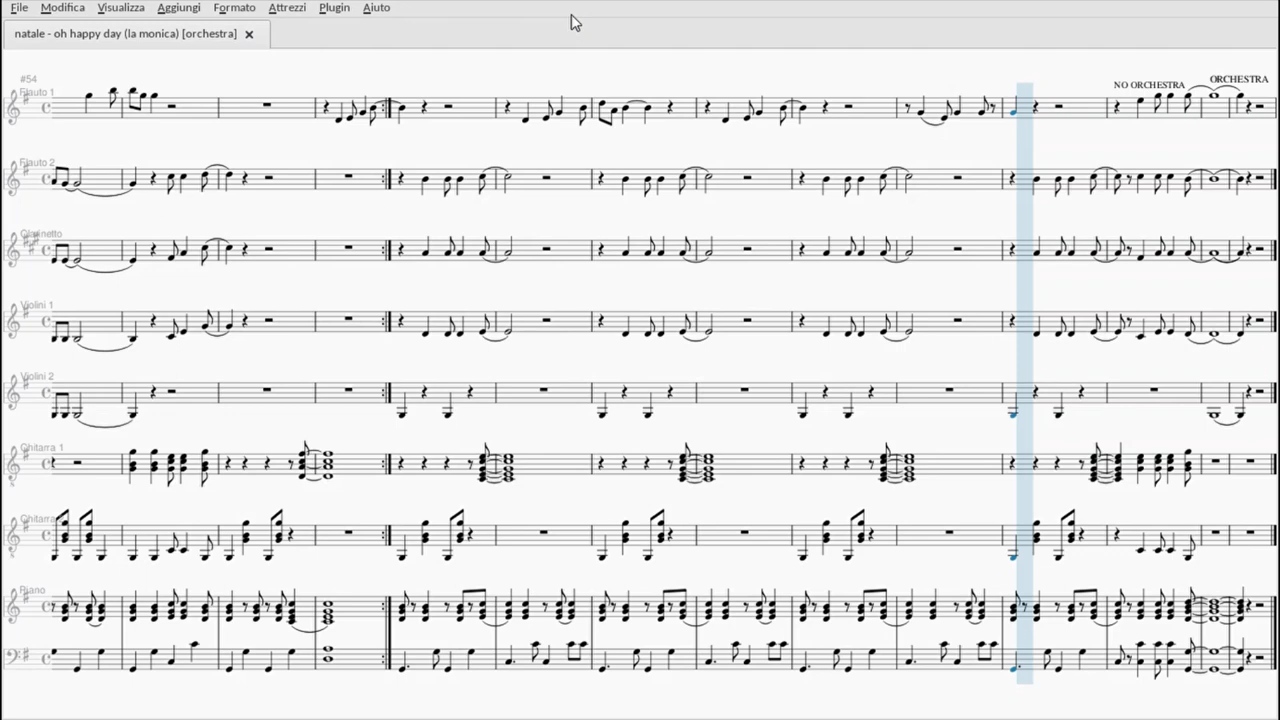 File Modifica Visualizza Aggiungi Formato Attrezzi Plugin Aiuto
natale - oh happy day (la monica) [orchestra]
#54
Flauto 1
NO ORCHESTRA
ORCHESTRA
Flauto 2
Clarinetto
Violini 1
Violini 2
Chitarra 1
Chitarra
Piano